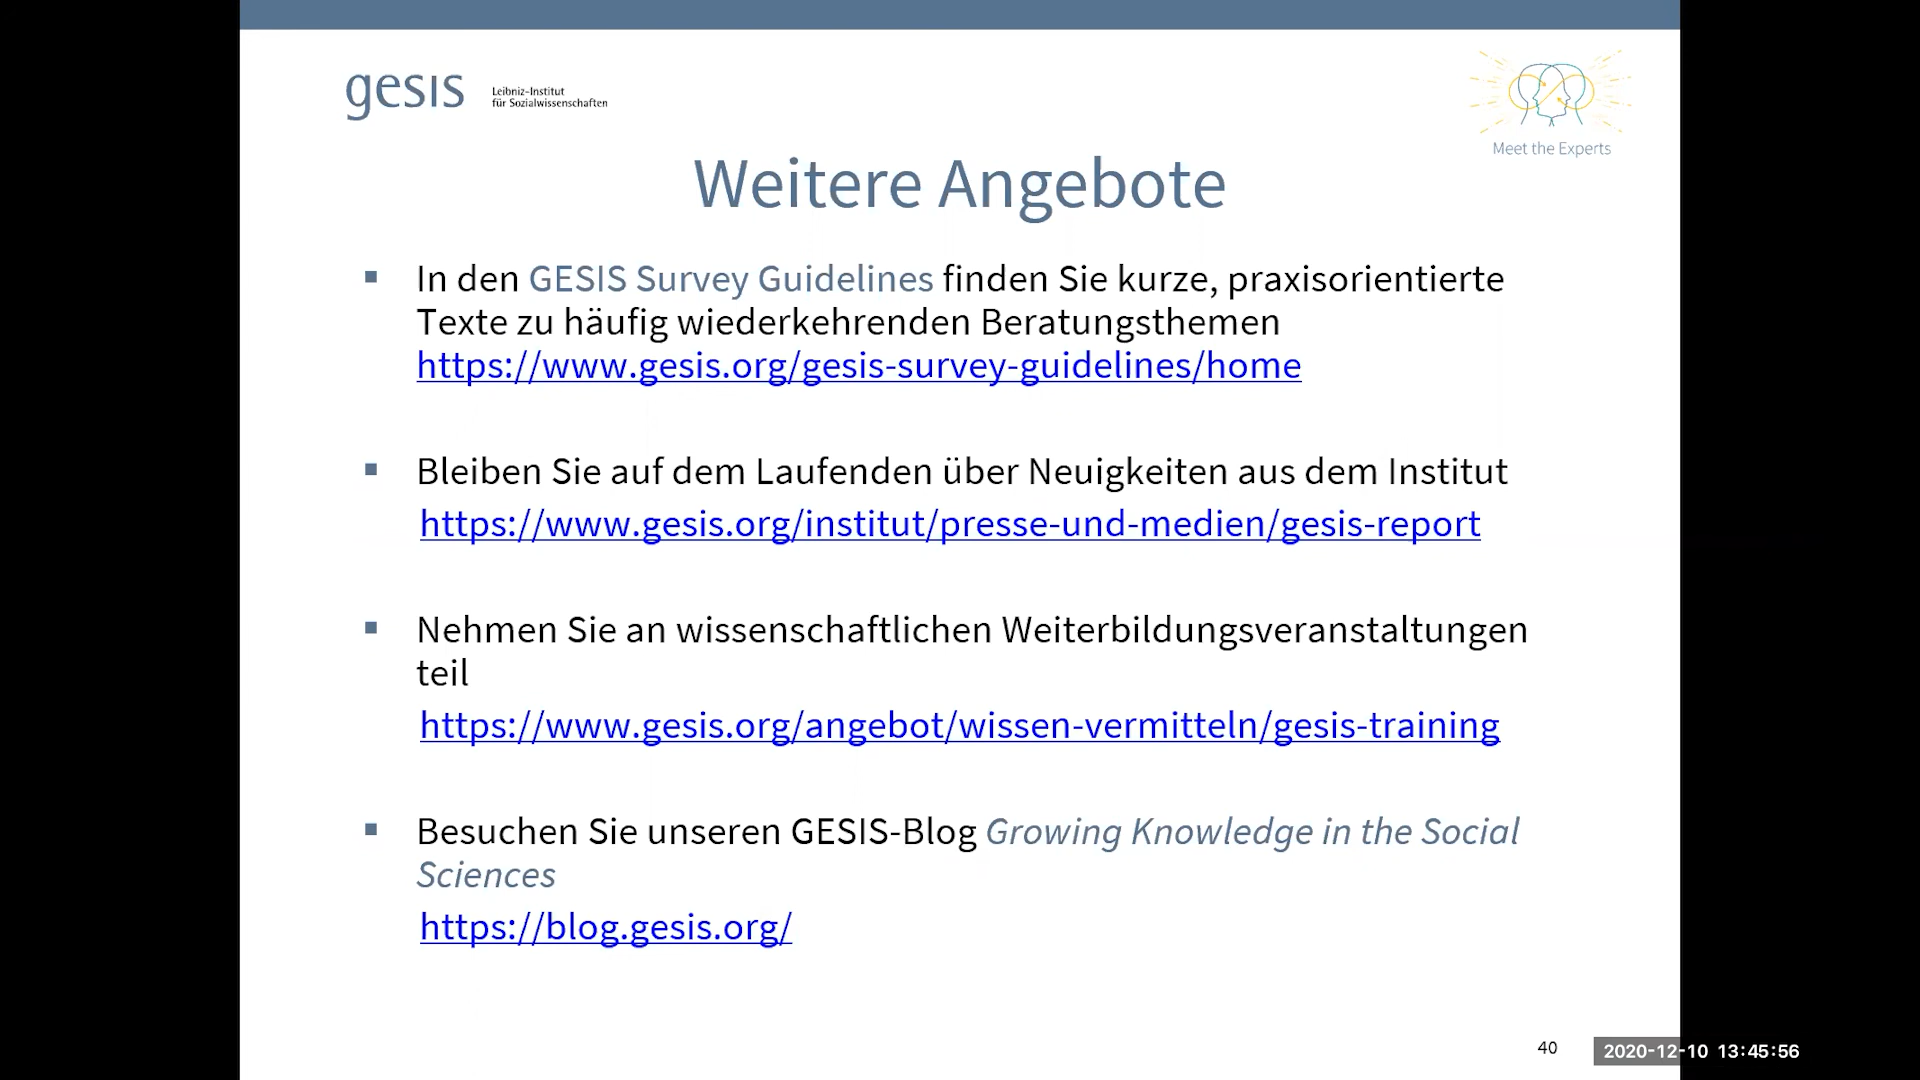 gesis
Leibniz-Institut
für Sozialwissenschaften
Meet the Experts
Weitere Angebote
▪ In den GESIS Survey Guidelines finden Sie kurze, praxisorientierte
Texte zu häufig wiederkehrenden Beratungsthemen
https://www.gesis.org/gesis-survey-guidelines/home
▪ Bleiben Sie auf dem Laufenden über Neuigkeiten aus dem Institut
https://www.gesis.org/institut/presse-und-medien/gesis-report
▪ Nehmen Sie an wissenschaftlichen Weiterbildungsveranstaltungen
teil
https://www.gesis.org/angebot/wissen-vermitteln/gesis-training
▪ Besuchen Sie unseren GESIS-Blog Growing Knowledge in the Social
Sciences
https://blog.gesis.org/
40
2020-12-10 13:45:56